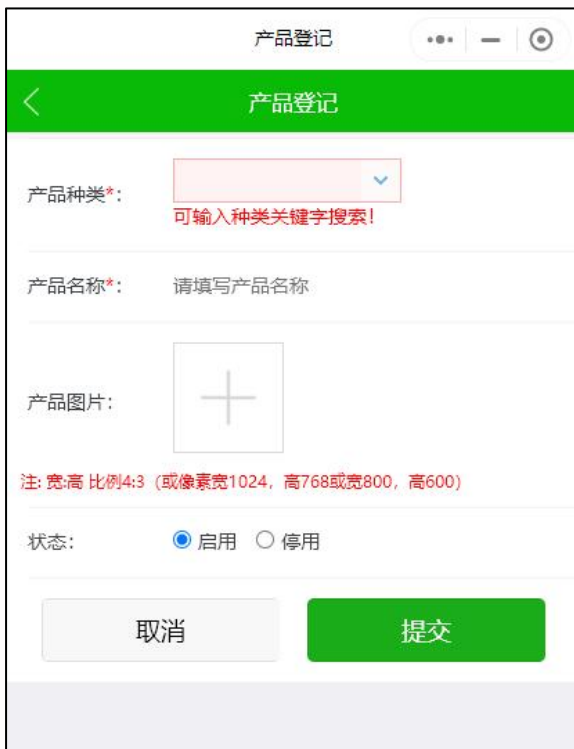 产品登记
产品登记
产品种类*：
可输入种类关键字搜索！
产品名称*： 请填写产品名称
产品图片：
注: 宽:高 比例4:3（或像素宽1024，高768或宽800，高600）
状态： 启用 停用
取消 提交